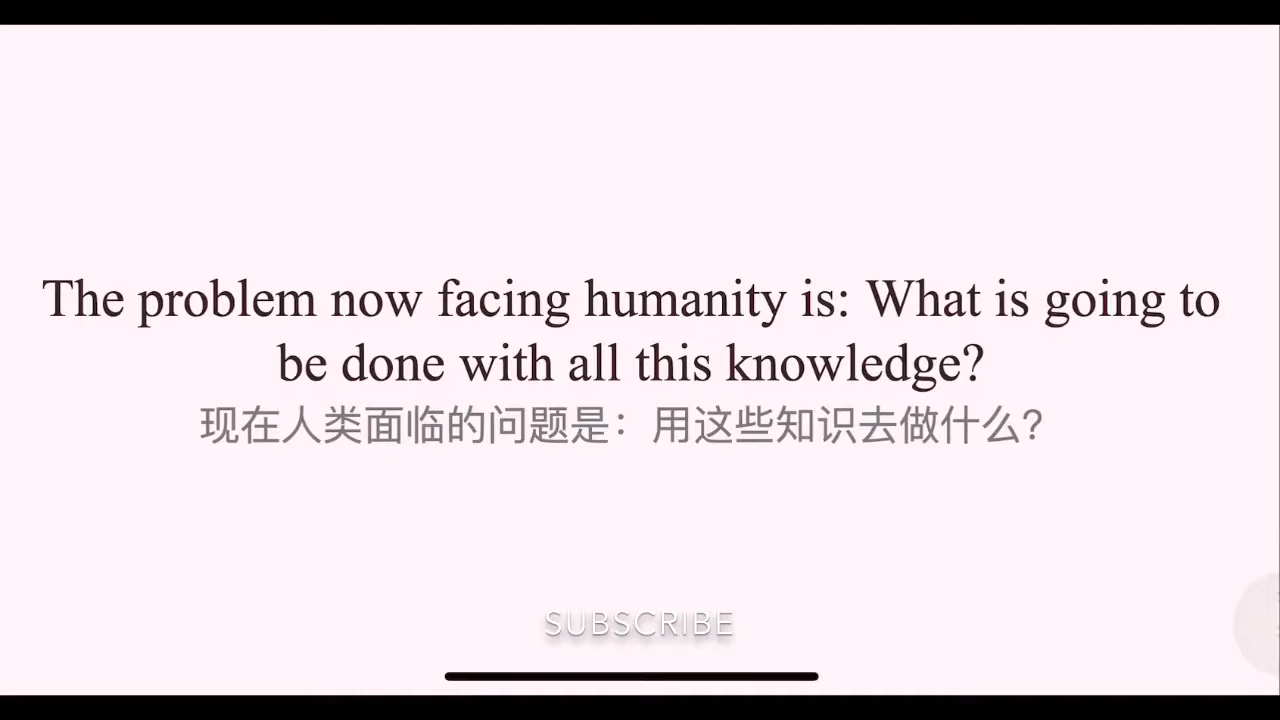 The problem now facing humanity is: What is going to
be done with all this knowledge?
现在人类面临的问题是：用这些知识去做什么？
SUBSCRIBE